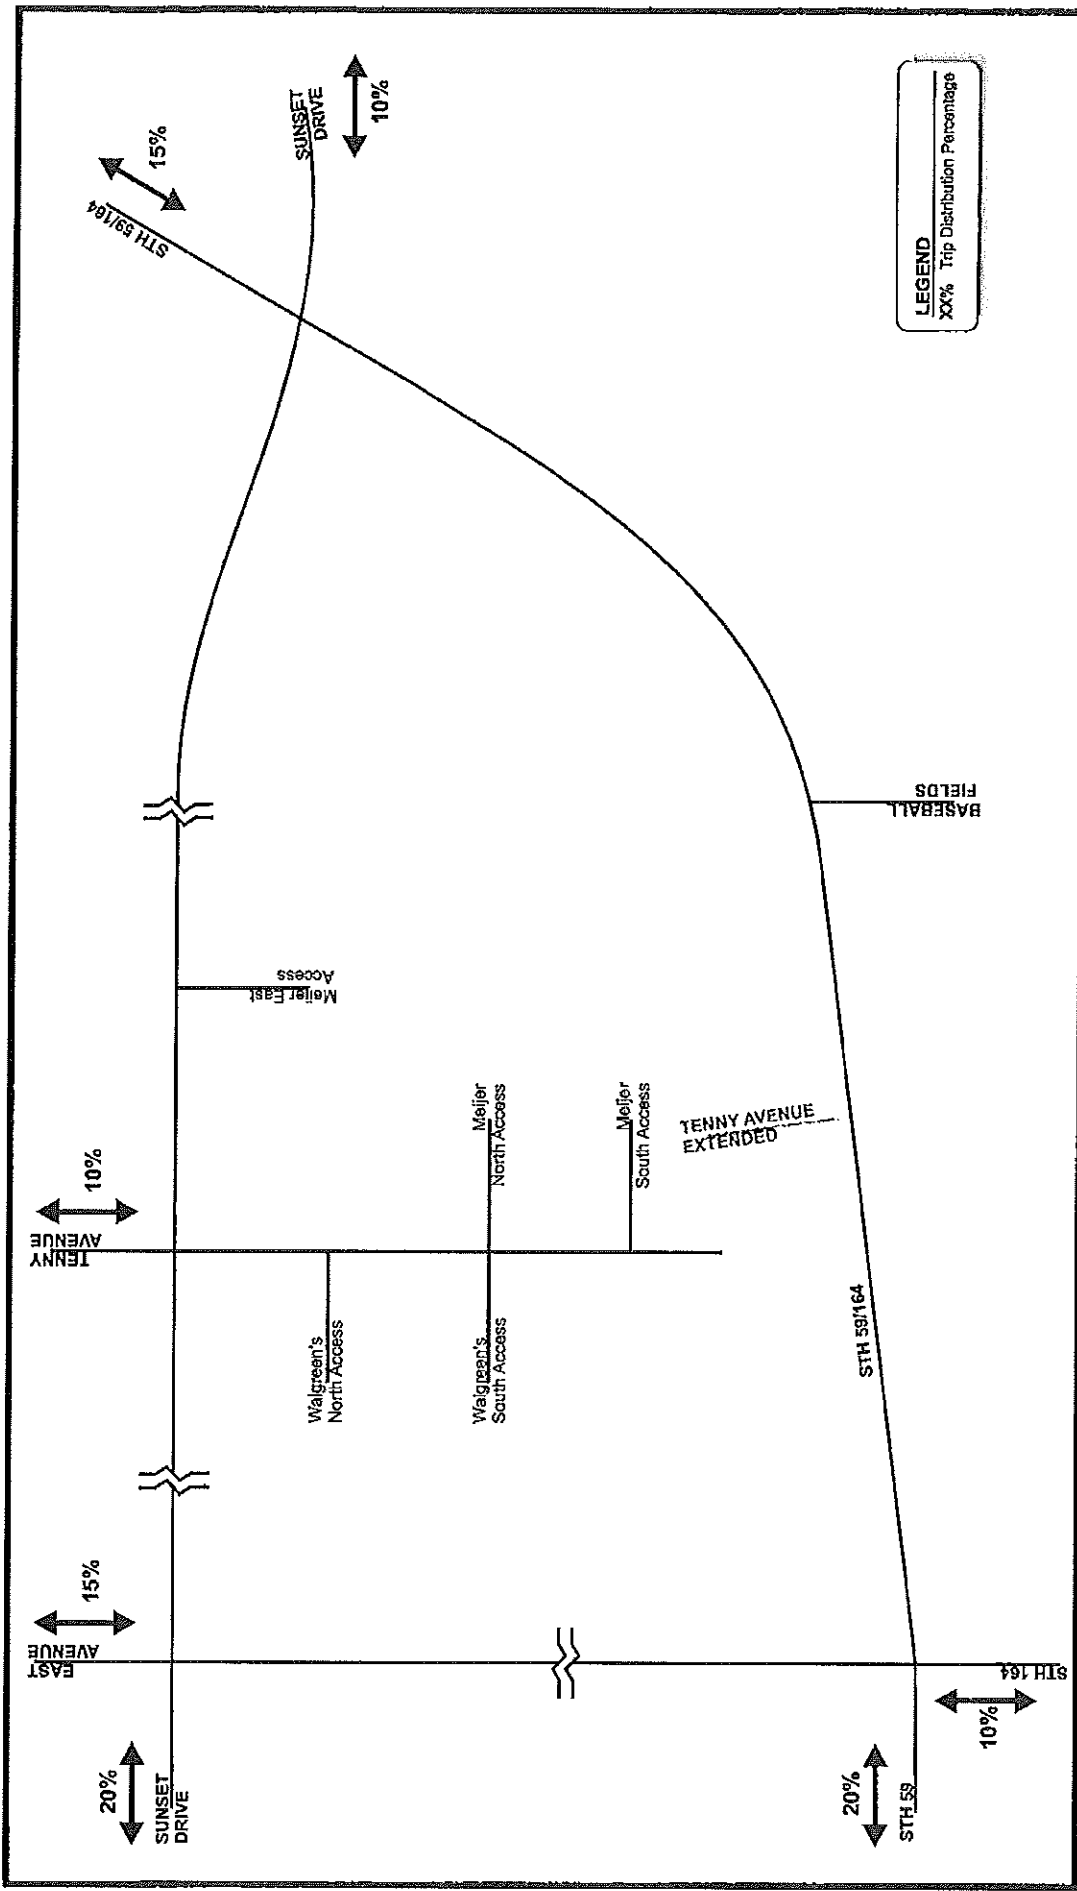 EAST
AVENUE
15%
TENNY
AVENUE
10%
STH 59/164
15%
20%
SUNSET
DRIVE
SUNSET
DRIVE
10%
Walgreen's
North Access
Walgreen's
South Access
Meijer
North Access
Meijer
South Access
Meijer East
Access
TENNY AVENUE
EXTENDED
STH 59/164
BASEBALL
FIELDS
20%
STH 59
10%
STH 164
LEGEND
XX% Trip Distribution Percentage